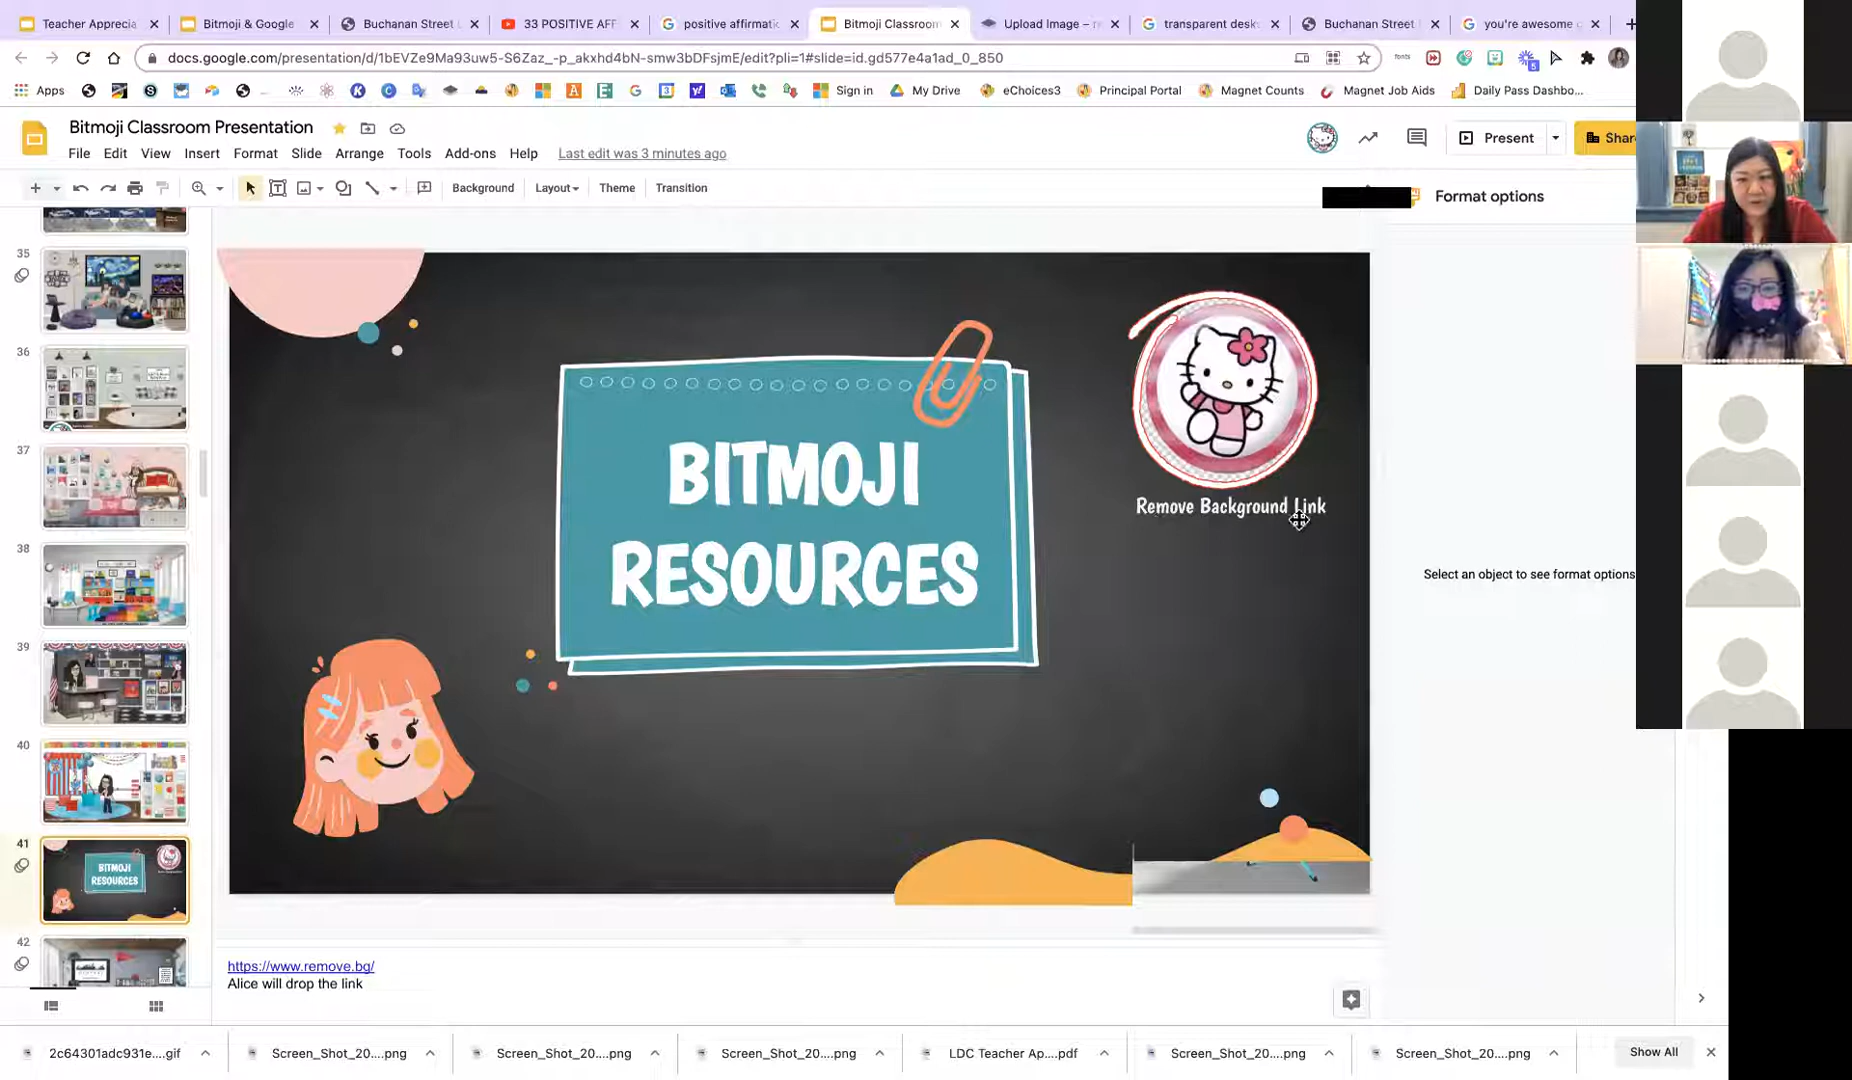 Teacher Apprecia
Bitmoji & Google
Buchanan Street L
33 POSITIVE AFF
positive affirmatic
Bitmoji Classroom
Upload Image – re
transparent desk
Buchanan Street
you're awesome c
docs.google.com/presentation/d/1bEVZe9Ma93uw5-S6Zaz_-p_akxhd4bN-smw3bDFsjmE/edit?pli=1#slide=id.gd577e4a1ad_0_850
Apps
Sign in
My Drive
eChoices3
Principal Portal
Magnet Counts
Magnet Job Aids
Daily Pass Dashbo...
Bitmoji Classroom Presentation
Present
Share
File Edit View Insert Format Slide Arrange Tools Add-ons Help
Last edit was 3 minutes ago
Background Layout Theme Transition
Format options
35
36
37
38
39
40
41
42
BITMOJI
RESOURCES
BITMOJI
RESOURCES
Remove Background Link
Select an object to see format options
https://www.remove.bg/
Alice will drop the link
2c64301adc931e....gif
Screen_Shot_20....png
Screen_Shot_20....png
Screen_Shot_20....png
LDC Teacher Ap....pdf
Screen_Shot_20....png
Screen_Shot_20....png
Show All